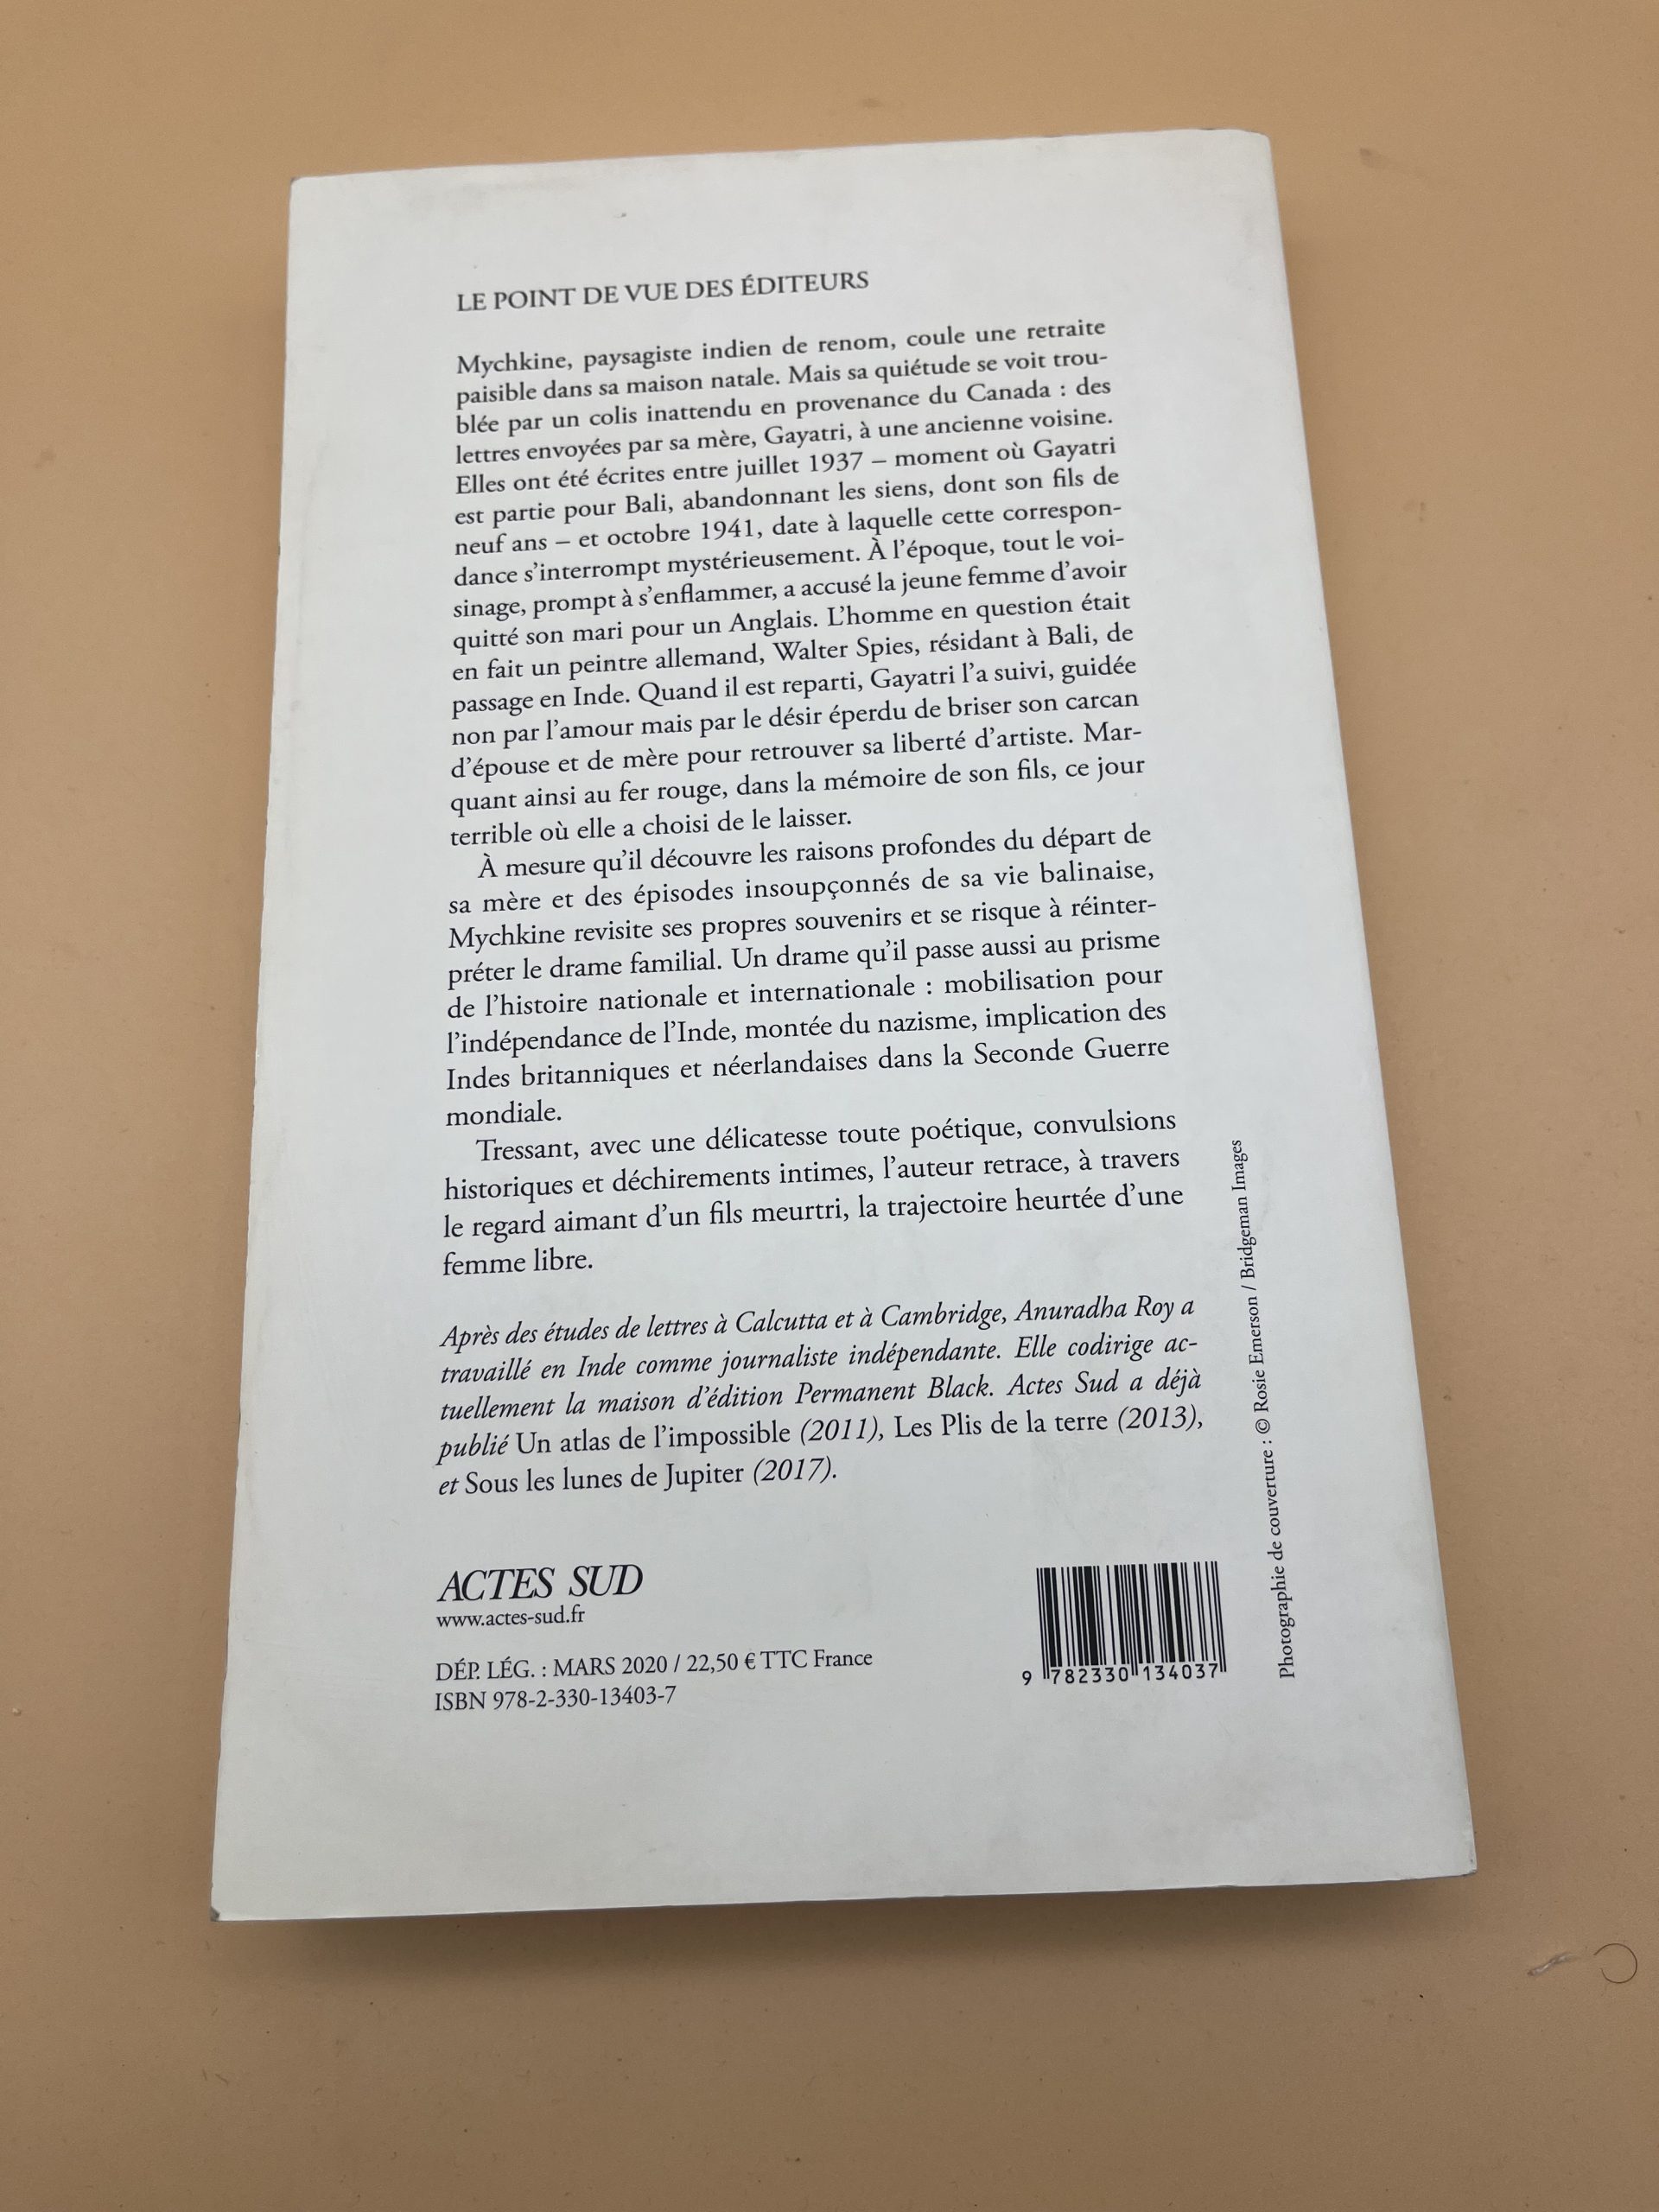 LE POINT DE VUE DES ÉDITEURS
Mychkine, paysagiste indien de renom, coule une retraite
paisible dans sa maison natale. Mais sa quiétude se voit trou-
blée par un colis inattendu en provenance du Canada : des
lettres envoyées par sa mère, Gayatri, à une ancienne voisine.
Elles ont été écrites entre juillet 1937 – moment où Gayatri
est partie pour Bali, abandonnant les siens, dont son fils de
neuf ans – et octobre 1941, date à laquelle cette correspon-
dance s'interrompt mystérieusement. À l'époque, tout le voi-
sinage, prompt à s'enflammer, a accusé la jeune femme d'avoir
quitté son mari pour un Anglais. L'homme en question était
en fait un peintre allemand, Walter Spies, résidant à Bali, de
passage en Inde. Quand il est reparti, Gayatri l'a suivi, guidée
non par l'amour mais par le désir éperdu de briser son carcan
d'épouse et de mère pour retrouver sa liberté d'artiste. Mar-
quant ainsi au fer rouge, dans la mémoire de son fils, ce jour
terrible où elle a choisi de le laisser.
À mesure qu'il découvre les raisons profondes du départ de
sa mère et des épisodes insoupçonnés de sa vie balinaise,
Mychkine revisite ses propres souvenirs et se risque à réinter-
préter le drame familial. Un drame qu'il passe aussi au prisme
de l'histoire nationale et internationale : mobilisation pour
l'indépendance de l'Inde, montée du nazisme, implication des
Indes britanniques et néerlandaises dans la Seconde Guerre
mondiale.
Tressant, avec une délicatesse toute poétique, convulsions
historiques et déchirements intimes, l'auteur retrace, à travers
le regard aimant d'un fils meurtri, la trajectoire heurtée d'une
femme libre.
Après des études de lettres à Calcutta et à Cambridge, Anuradha Roy a
travaillé en Inde comme journaliste indépendante. Elle codirige ac-
tuellement la maison d'édition Permanent Black. Actes Sud a déjà
publié Un atlas de l'impossible (2011), Les Plis de la terre (2013),
et Sous les lunes de Jupiter (2017).
ACTES SUD
www.actes-sud.fr
DÉP. LÉG. : MARS 2020 / 22,50 € TTC France
ISBN 978-2-330-13403-7
9 782330 134037
Photographie de couverture : © Rosie Emerson / Bridgeman Images